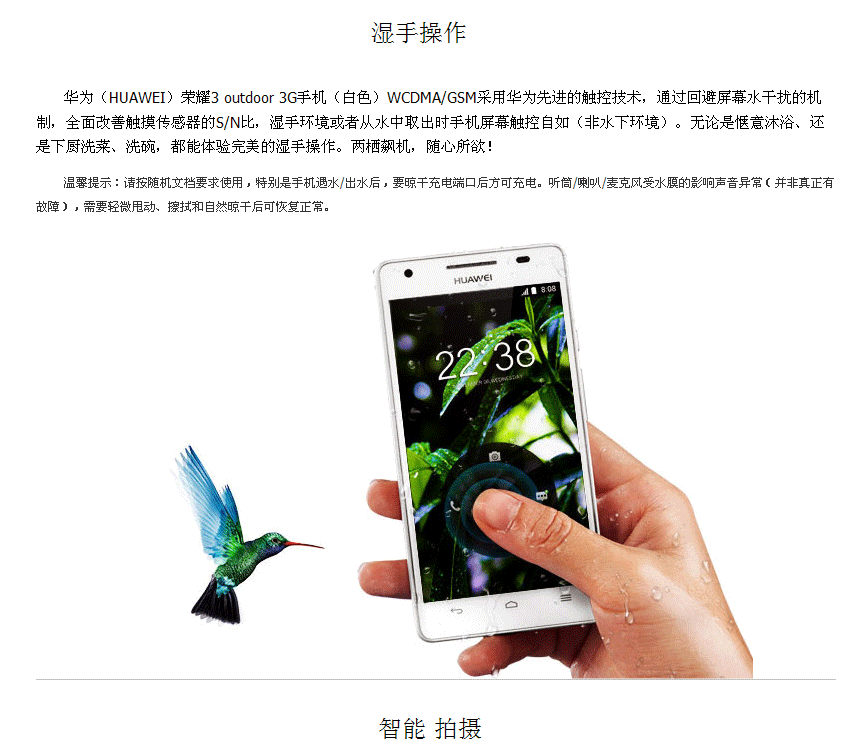 湿手操作
华为（HUAWEI）荣耀3 outdoor 3G手机（白色）WCDMA/GSM采用华为先进的触控技术，通过回避屏幕水干扰的机
制，全面改善触摸传感器的S/N比，湿手环境或者从水中取出时手机屏幕触控自如（非水下环境）。无论是惬意沐浴、还
是下厨洗菜、洗碗，都能体验完美的湿手操作。两栖飙机，随心所欲！
温馨提示：请按随机文档要求使用，特别是手机遇水/出水后，要晾干充电端口后方可充电。听筒/喇叭/麦克风受水膜的影响声音异常（并非真正有
故障），需要轻微甩动、擦拭和自然晾干后可恢复正常。
HUAWEI
8:08
22:38
智能 拍摄